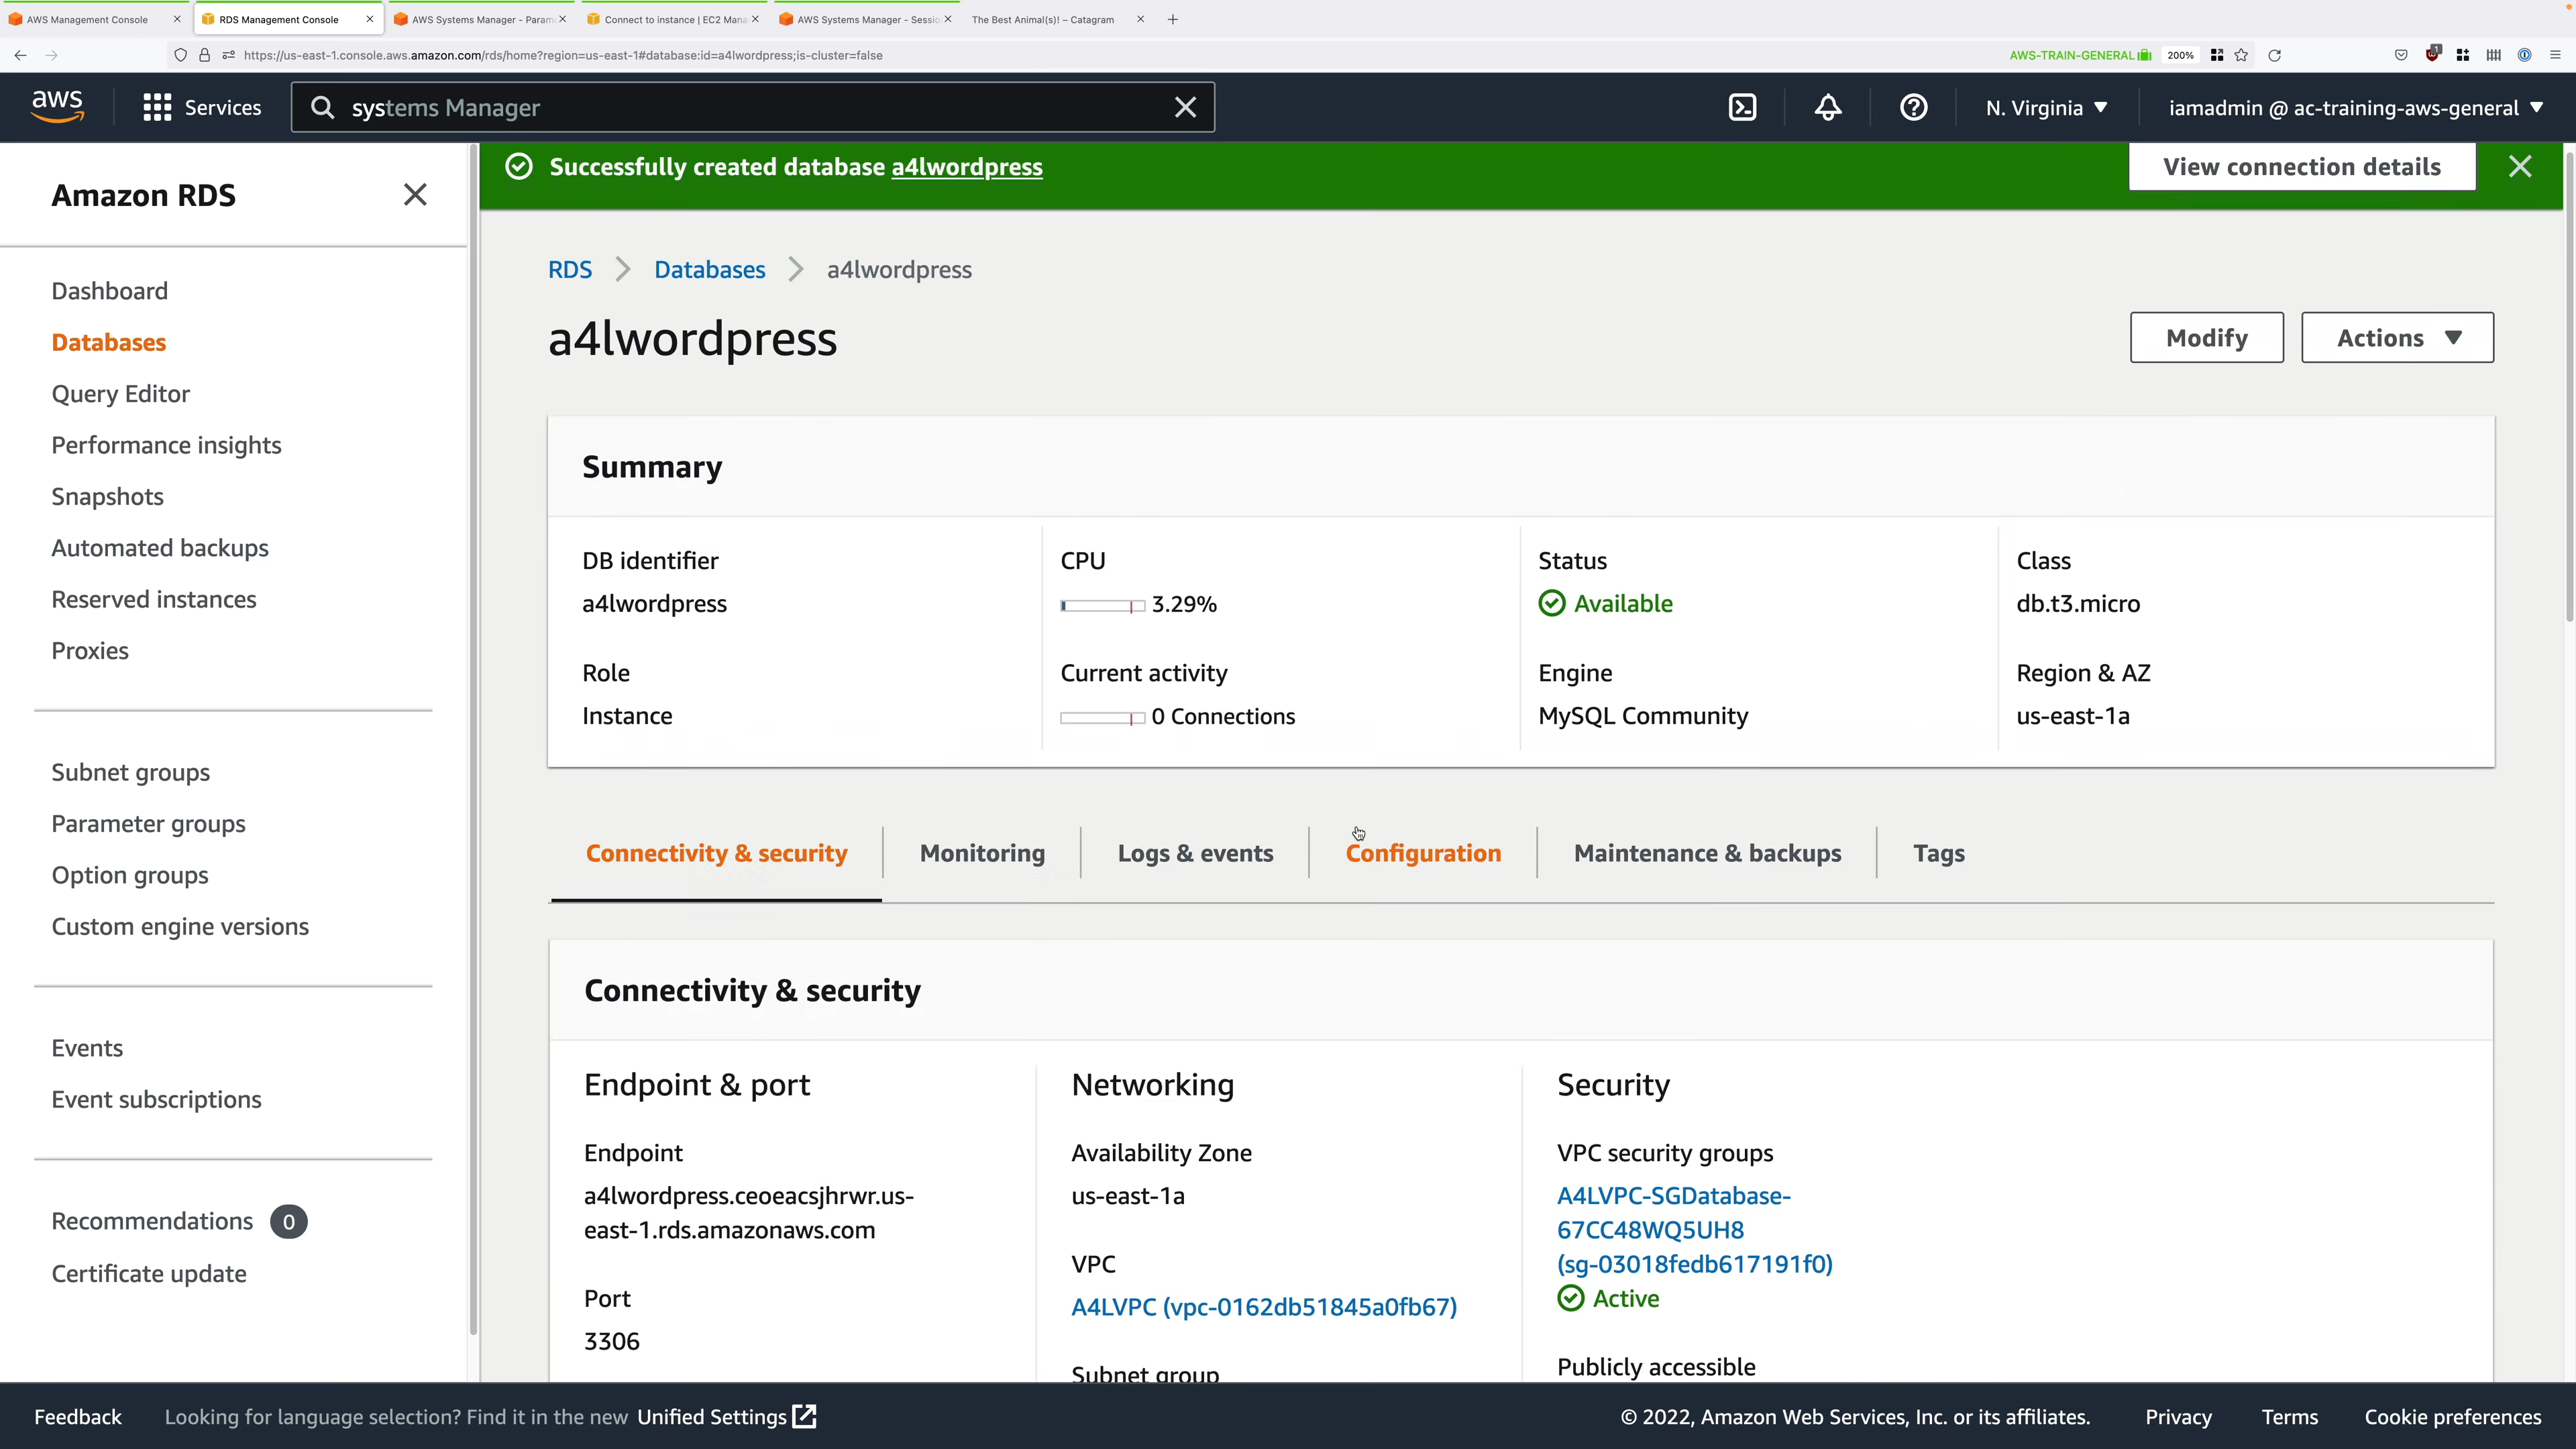 AWS Management Console
RDS Management Console
AWS Systems Manager - Param
Connect to instance | EC2 Mana
AWS Systems Manager - Sessio
The Best Animal(s)! – Catagram
https://us-east-1.console.aws.amazon.com/rds/home?region=us-east-1#database:id=a4lwordpress;is-cluster=false
AWS-TRAIN-GENERAL
200%
1
aws
Services
systems Manager
N. Virginia
iamadmin @ ac-training-aws-general
Amazon RDS
Dashboard
Databases
Query Editor
Performance insights
Snapshots
Automated backups
Reserved instances
Proxies
Subnet groups
Parameter groups
Option groups
Custom engine versions
Events
Event subscriptions
Recommendations 0
Certificate update
Successfully created database a4lwordpress
View connection details
RDS > Databases > a4lwordpress
a4lwordpress
Modify
Actions
Summary
DB identifier
a4lwordpress
CPU
3.29%
Status
Available
Class
db.t3.micro
Role
Instance
Current activity
0 Connections
Engine
MySQL Community
Region & AZ
us-east-1a
Connectivity & security
Monitoring
Logs & events
Configuration
Maintenance & backups
Tags
Connectivity & security
Endpoint & port
Endpoint
a4lwordpress.ceoeacsjhrwr.us-
east-1.rds.amazonaws.com
Port
3306
Networking
Availability Zone
us-east-1a
VPC
A4LVPC (vpc-0162db51845a0fb67)
Subnet group
Security
VPC security groups
A4LVPC-SGDatabase-
67CC48WQ5UH8
(sg-03018fedb617191f0)
Active
Publicly accessible
Feedback
Looking for language selection? Find it in the new Unified Settings
© 2022, Amazon Web Services, Inc. or its affiliates.
Privacy
Terms
Cookie preferences